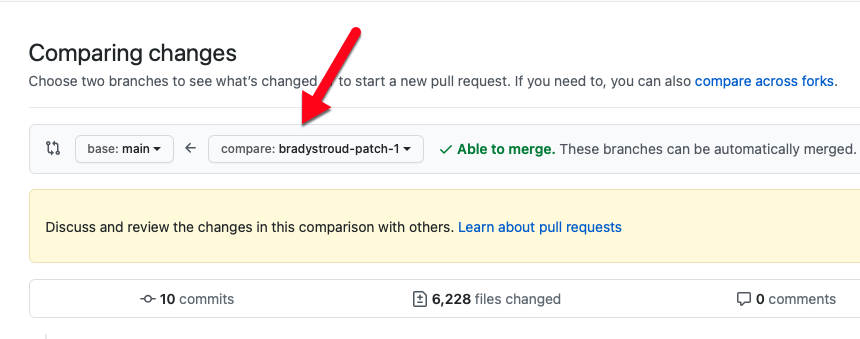 Comparing changes
Choose two branches to see what's changed to start a new pull request. If you need to, you can also compare across forks.
base: main compare: bradystroud-patch-1 Able to merge. These branches can be automatically merged.
Discuss and review the changes in this comparison with others. Learn about pull requests
10 commits 6,228 files changed 0 comments